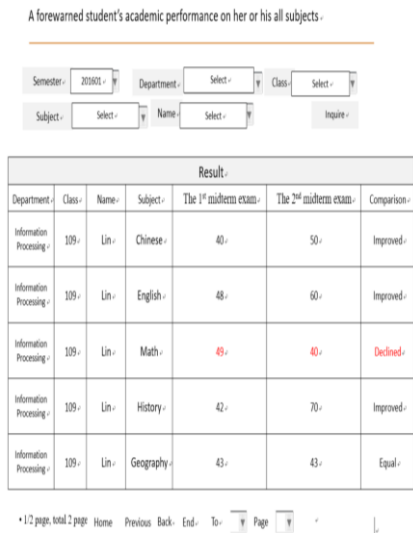 A forewarned student's academic performance on her or his all subjects
Semester 201601 Department Select Class Select
Subject Select Name Select Inquire
Result
Department Class Name Subject The 1st midterm exam The 2nd midterm exam Comparison
Information Processing 109 Lin Chinese 40 50 Improved
Information Processing 109 Lin English 48 60 Improved
Information Processing 109 Lin Math 49 40 Declined
Information Processing 109 Lin History 42 70 Improved
Information Processing 109 Lin Geography 43 43 Equal
• 1/2 page, total 2 page Home Previous Back End To Page